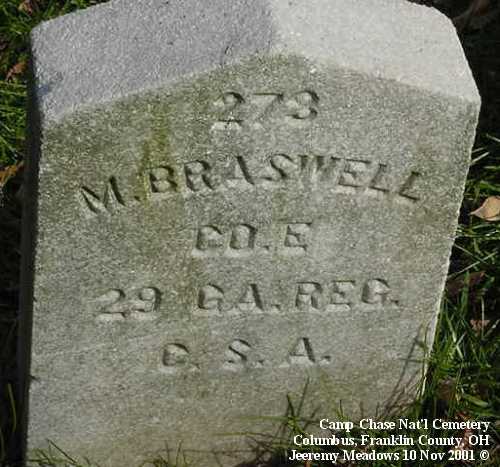 273
M. BRASWELL
CO. E
29 GA. REG.
C. S. A.
Camp Chase Nat'l Cemetery
Columbus, Franklin County, OH
Jeeremy Meadows 10 Nov 2001 ©